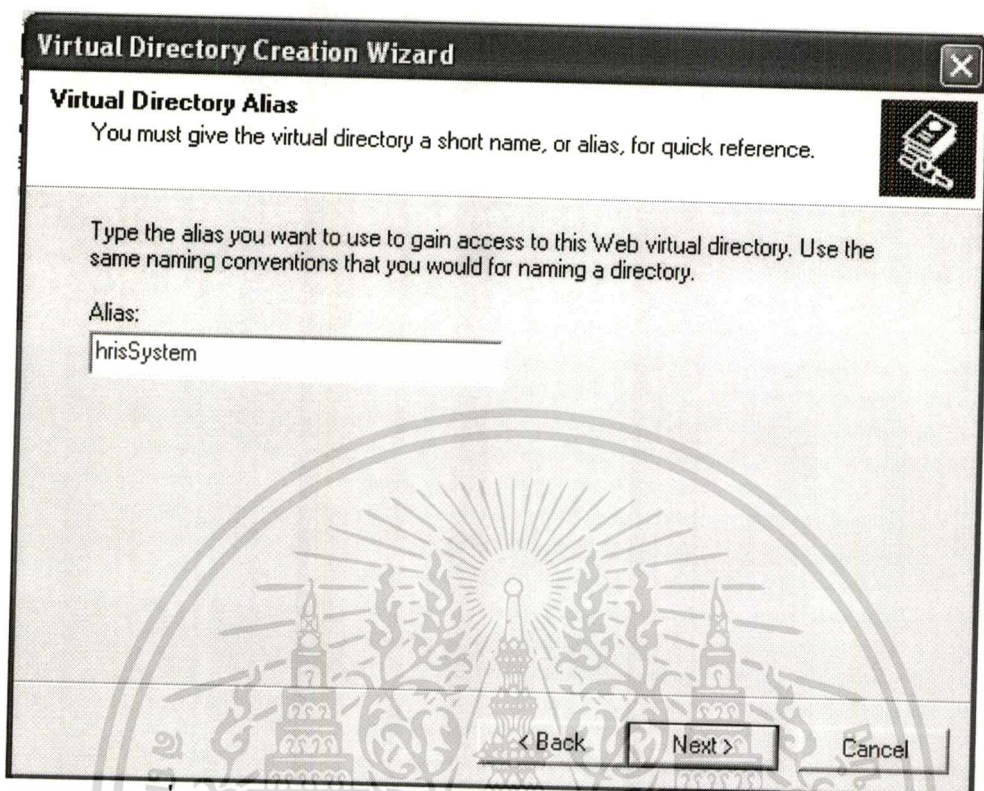 Virtual Directory Creation Wizard
Virtual Directory Alias
You must give the virtual directory a short name, or alias, for quick reference.
Type the alias you want to use to gain access to this Web virtual directory. Use the
same naming conventions that you would for naming a directory.
Alias:
hrisSystem
< Back
Next >
Cancel